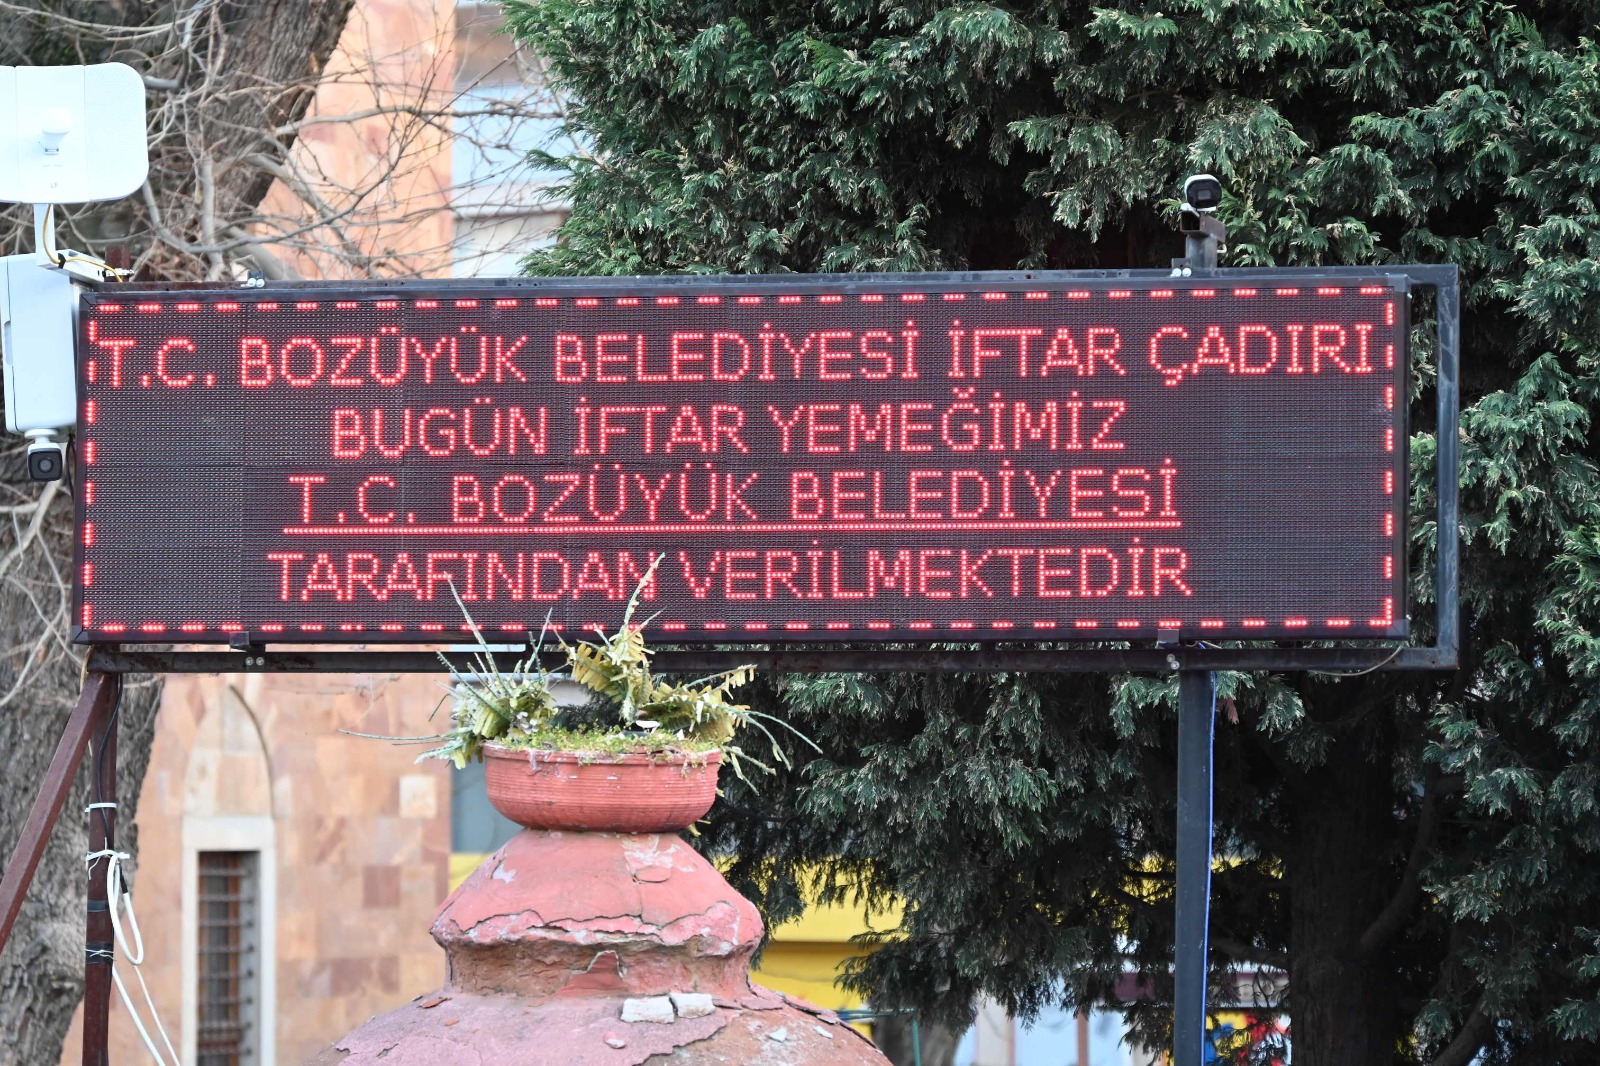 T.C. BOZÜYÜK BELEDİYESİ İFTAR ÇADIRI
BUGÜN İFTAR YEMEĞİMİZ
T.C. BOZÜYÜK BELEDİYESİ
TARAFINDAN VERİLMEKTEDİR